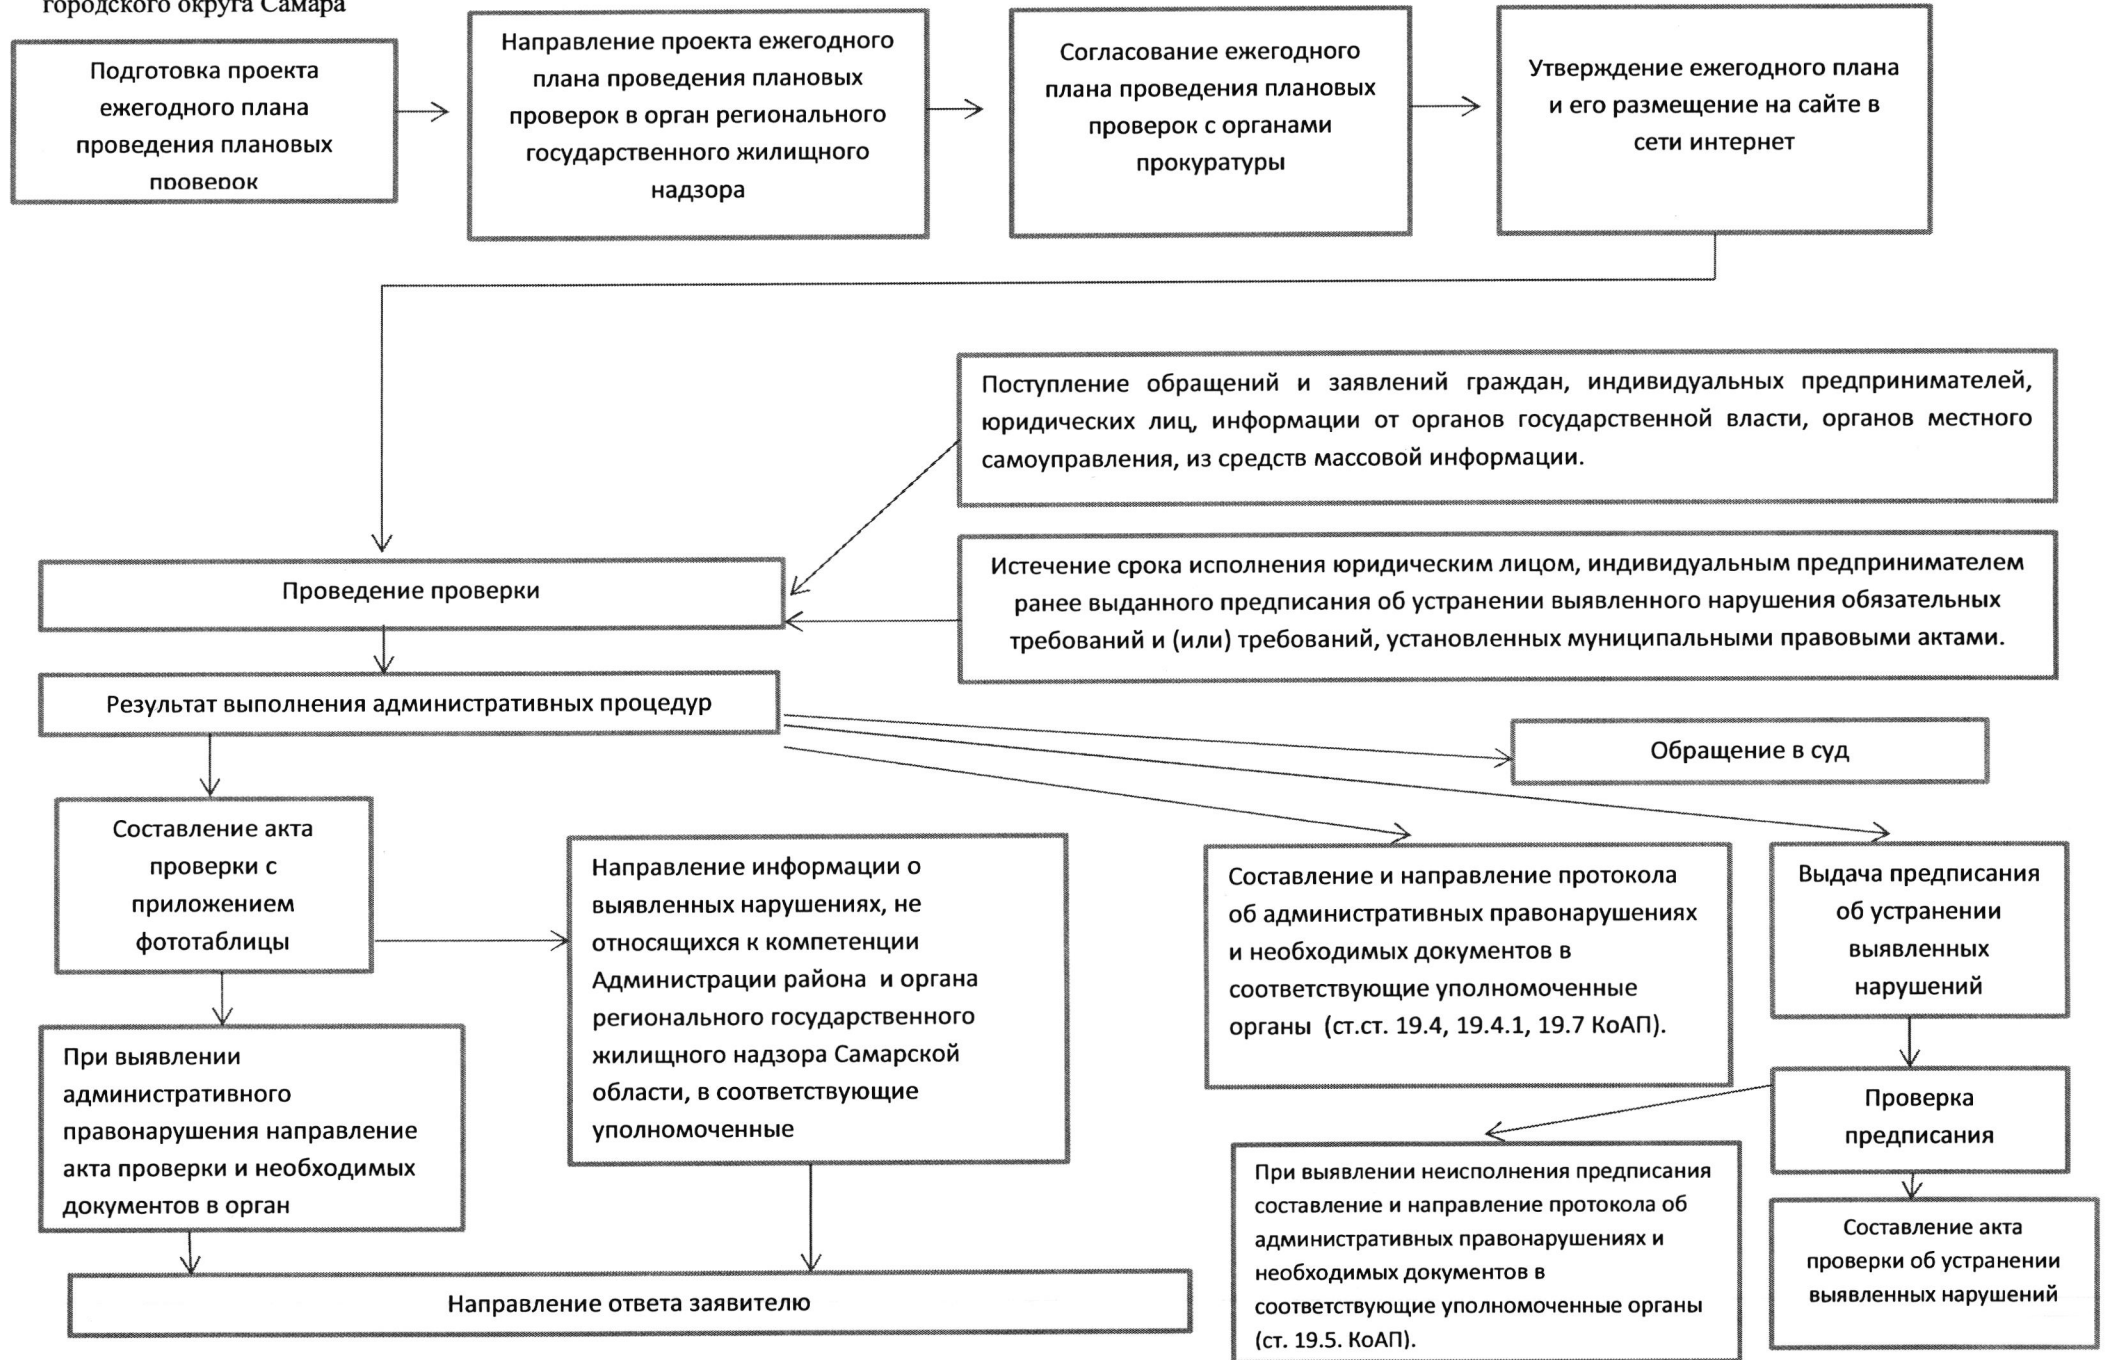 городского округа Самара
Подготовка проекта
ежегодного плана
проведения плановых
проверок
Направление проекта ежегодного
плана проведения плановых
проверок в орган регионального
государственного жилищного
надзора
Согласование ежегодного
плана проведения плановых
проверок с органами
прокуратуры
Утверждение ежегодного плана
и его размещение на сайте в
сети интернет
Поступление обращений и заявлений граждан, индивидуальных предпринимателей,
юридических лиц, информации от органов государственной власти, органов местного
самоуправления, из средств массовой информации.
Проведение проверки
Истечение срока исполнения юридическим лицом, индивидуальным предпринимателем
ранее выданного предписания об устранении выявленного нарушения обязательных
требований и (или) требований, установленных муниципальными правовыми актами.
Результат выполнения административных процедур
Обращение в суд
Составление акта
проверки с
приложением
фототаблицы
Направление информации о
выявленных нарушениях, не
относящихся к компетенции
Администрации района и органа
регионального государственного
жилищного надзора Самарской
области, в соответствующие
уполномоченные
Составление и направление протокола
об административных правонарушениях
и необходимых документов в
соответствующие уполномоченные
органы (ст.ст. 19.4, 19.4.1, 19.7 КоАП).
Выдача предписания
об устранении
выявленных
нарушений
При выявлении
административного
правонарушения направление
акта проверки и необходимых
документов в орган
Проверка
предписания
При выявлении неисполнения предписания
составление и направление протокола об
административных правонарушениях и
необходимых документов в
соответствующие уполномоченные органы
(ст. 19.5. КоАП).
Составление акта
проверки об устранении
выявленных нарушений
Направление ответа заявителю